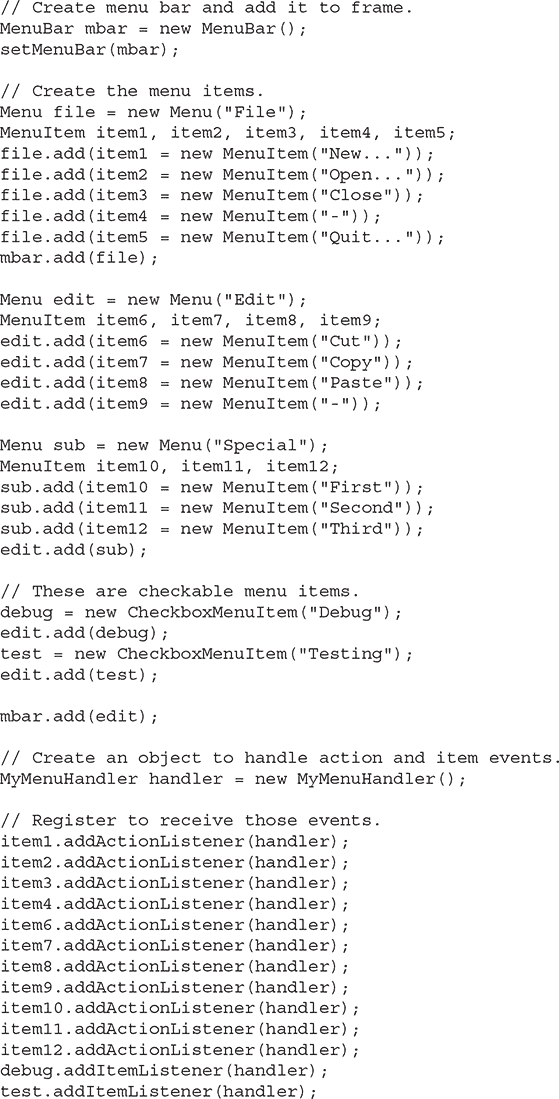 // Create menu bar and add it to frame.
MenuBar mbar = new MenuBar();
setMenuBar(mbar);

// Create the menu items.
Menu file = new Menu("File");
MenuItem item1, item2, item3, item4, item5;
file.add(item1 = new MenuItem("New..."));
file.add(item2 = new MenuItem("Open..."));
file.add(item3 = new MenuItem("Close"));
file.add(item4 = new MenuItem("-"));
file.add(item5 = new MenuItem("Quit..."));
mbar.add(file);

Menu edit = new Menu("Edit");
MenuItem item6, item7, item8, item9;
edit.add(item6 = new MenuItem("Cut"));
edit.add(item7 = new MenuItem("Copy"));
edit.add(item8 = new MenuItem("Paste"));
edit.add(item9 = new MenuItem("-"));

Menu sub = new Menu("Special");
MenuItem item10, item11, item12;
sub.add(item10 = new MenuItem("First"));
sub.add(item11 = new MenuItem("Second"));
sub.add(item12 = new MenuItem("Third"));
edit.add(sub);

// These are checkable menu items.
debug = new CheckboxMenuItem("Debug");
edit.add(debug);
test = new CheckboxMenuItem("Testing");
edit.add(test);

mbar.add(edit);

// Create an object to handle action and item events.
MyMenuHandler handler = new MyMenuHandler();

// Register to receive those events.
item1.addActionListener(handler);
item2.addActionListener(handler);
item3.addActionListener(handler);
item4.addActionListener(handler);
item6.addActionListener(handler);
item7.addActionListener(handler);
item8.addActionListener(handler);
item9.addActionListener(handler);
item10.addActionListener(handler);
item11.addActionListener(handler);
item12.addActionListener(handler);
debug.addItemListener(handler);
test.addItemListener(handler);